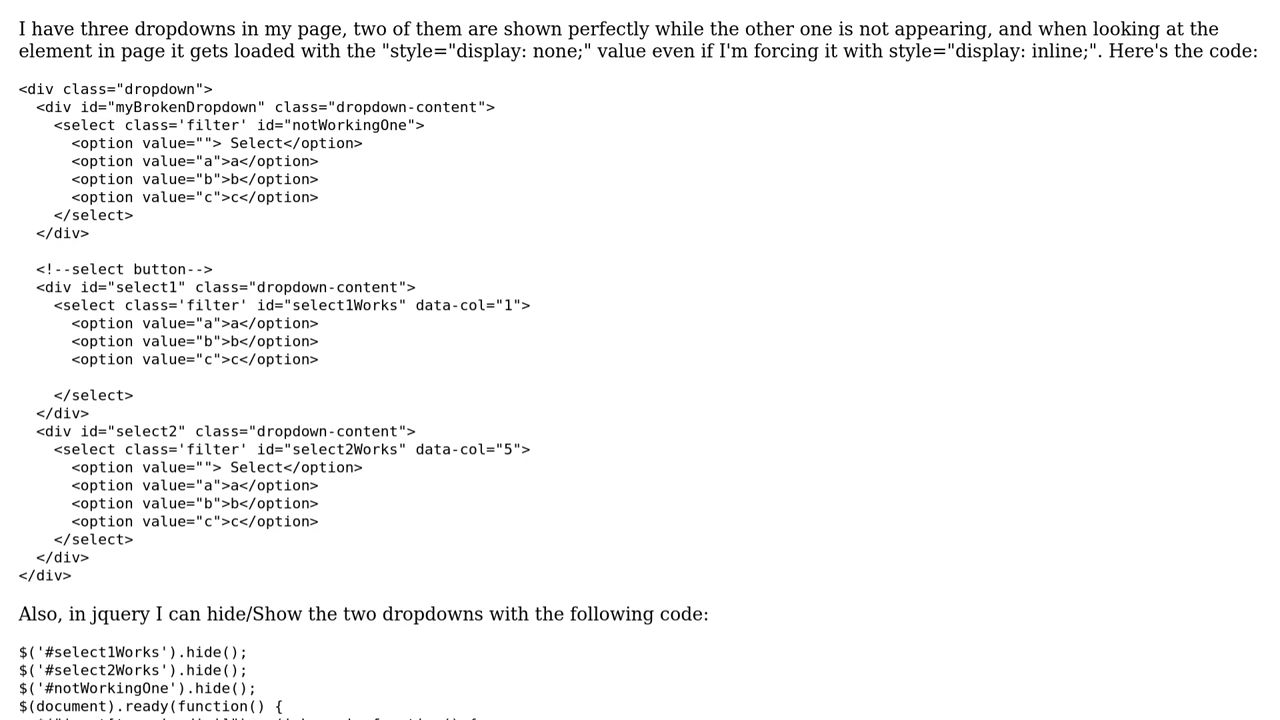 I have three dropdowns in my page, two of them are shown perfectly while the other one is not appearing, and when looking at the
element in page it gets loaded with the "style="display: none;" value even if I'm forcing it with style="display: inline;". Here's the code:
<div class="dropdown">
  <div id="myBrokenDropdown" class="dropdown-content">
    <select class='filter' id="notWorkingOne">
      <option value=""> Select</option>
      <option value="a">a</option>
      <option value="b">b</option>
      <option value="c">c</option>
    </select>
  </div>

  <!--select button-->
  <div id="select1" class="dropdown-content">
    <select class='filter' id="select1Works" data-col="1">
      <option value="a">a</option>
      <option value="b">b</option>
      <option value="c">c</option>

    </select>
  </div>
  <div id="select2" class="dropdown-content">
    <select class='filter' id="select2Works" data-col="5">
      <option value=""> Select</option>
      <option value="a">a</option>
      <option value="b">b</option>
      <option value="c">c</option>
    </select>
  </div>
</div>
Also, in jquery I can hide/Show the two dropdowns with the following code:
$('#select1Works').hide();
$('#select2Works').hide();
$('#notWorkingOne').hide();
$(document).ready(function() {